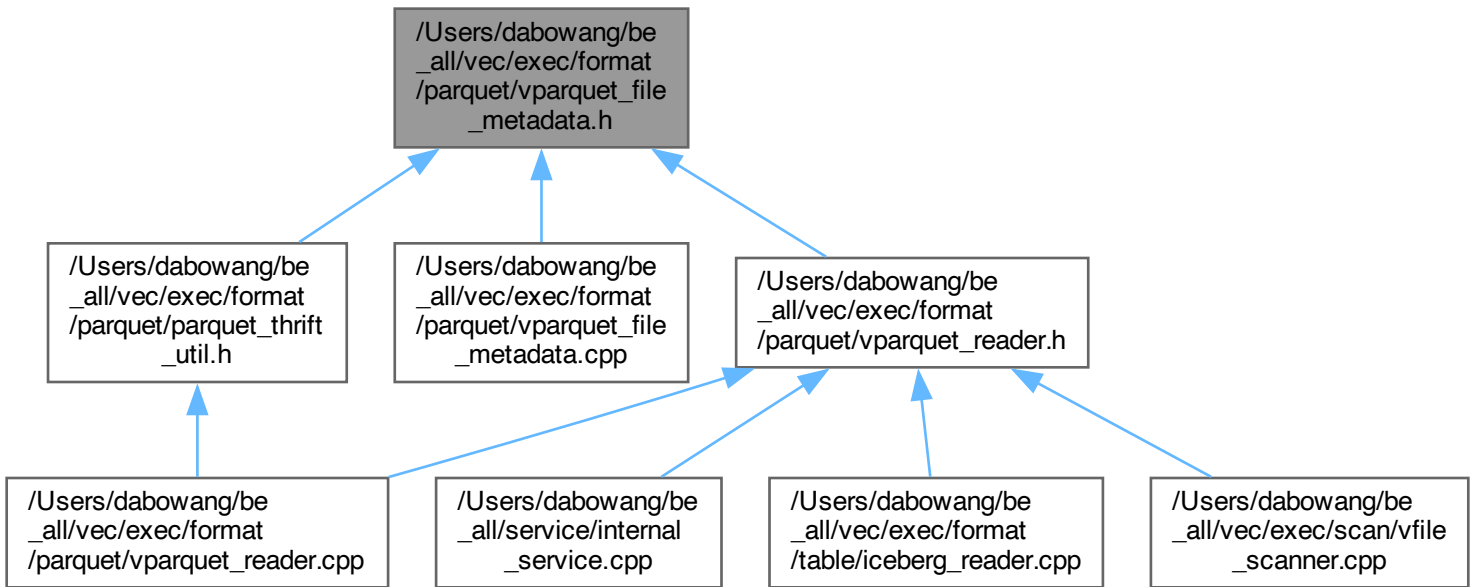 /Users/dabowang/be
_all/vec/exec/format
/parquet/vparquet_file
_metadata.h
/Users/dabowang/be
_all/vec/exec/format
/parquet/parquet_thrift
_util.h
/Users/dabowang/be
_all/vec/exec/format
/parquet/vparquet_file
_metadata.cpp
/Users/dabowang/be
_all/vec/exec/format
/parquet/vparquet_reader.h
/Users/dabowang/be
_all/vec/exec/format
/parquet/vparquet_reader.cpp
/Users/dabowang/be
_all/service/internal
_service.cpp
/Users/dabowang/be
_all/vec/exec/format
/table/iceberg_reader.cpp
/Users/dabowang/be
_all/vec/exec/scan/vfile
_scanner.cpp